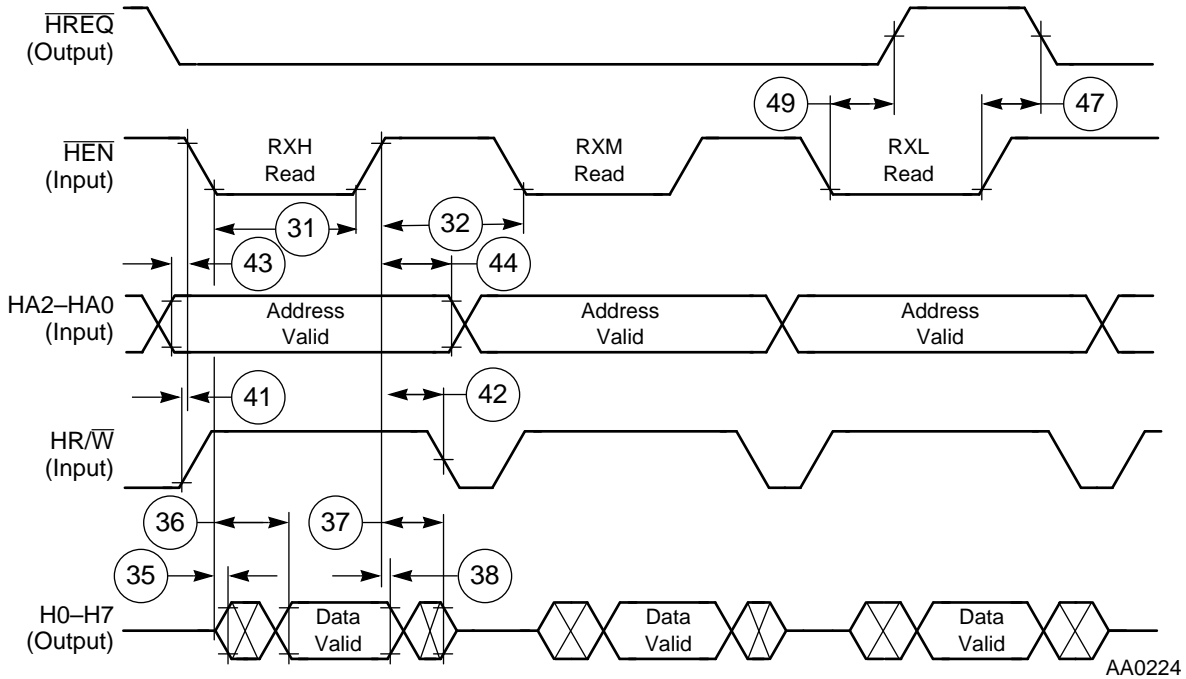 HREQ
(Output)
49
47
HEN
(Input)
RXH
Read
RXM
Read
RXL
Read
31
32
43
44
HA2–HA0
(Input)
Address
Valid
Address
Valid
Address
Valid
41
42
HR/W
(Input)
36
37
35
38
H0–H7
(Output)
Data
Valid
Data
Valid
Data
Valid
AA0224